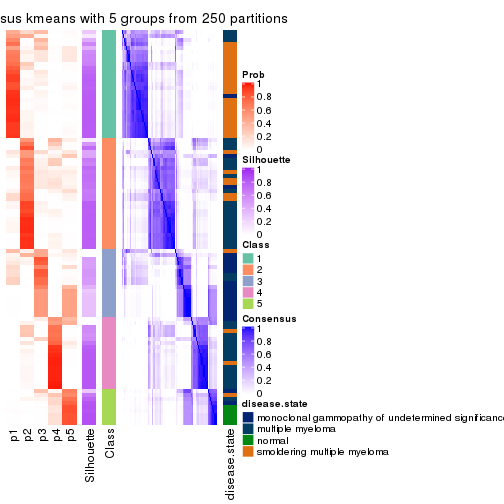 sus kmeans with 5 groups from 250 partitions
Prob
1
0.8
0.6
0.4
0.2
0
Silhouette
1
0.8
0.6
0.4
0.2
0
Class
1
2
3
4
5
Consensus
1
0.8
0.6
0.4
0.2
0
disease.state
monoclonal gammopathy of undetermined significance
multiple myeloma
normal
smoldering multiple myeloma
p1
p2
p3
p4
p5
Silhouette
Class
disease.state